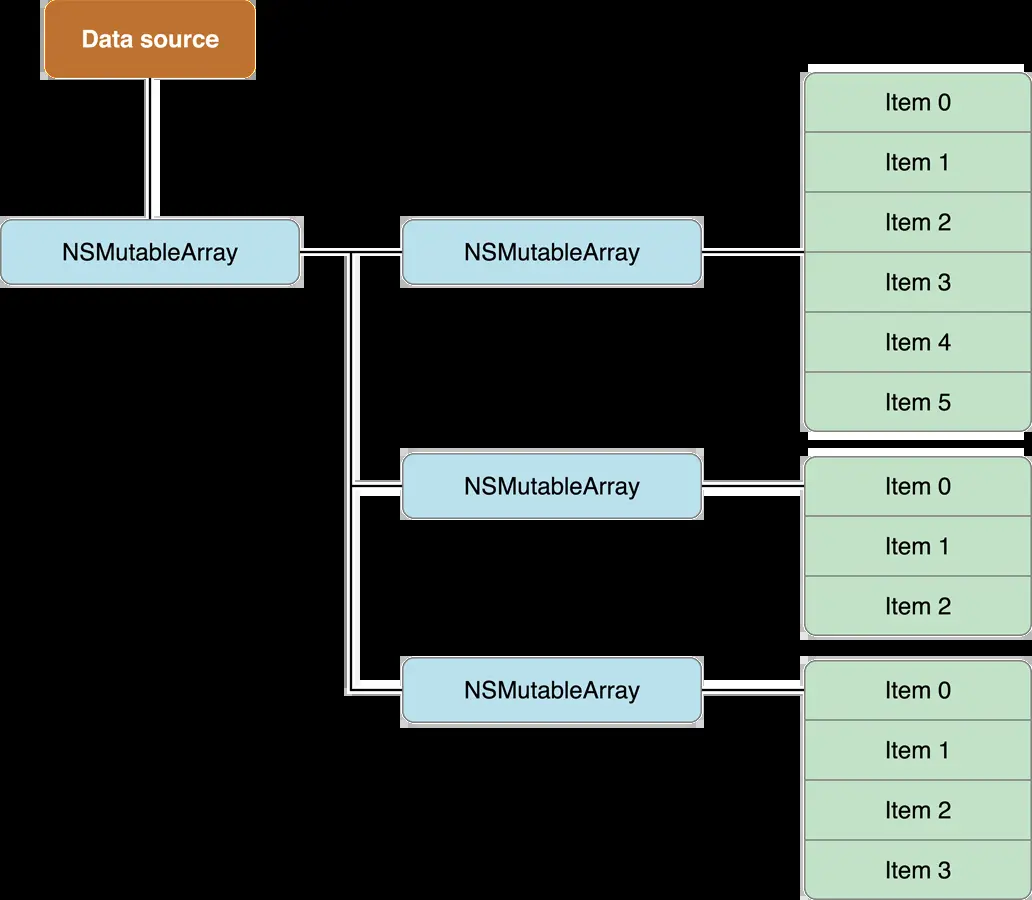 Data source
NSMutableArray
NSMutableArray
Item 0
Item 1
Item 2
Item 3
Item 4
Item 5
NSMutableArray
Item 0
Item 1
Item 2
NSMutableArray
Item 0
Item 1
Item 2
Item 3